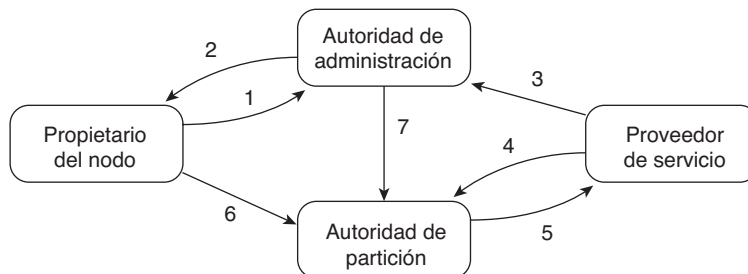 Autoridad de
administración
2
3
1
Propietario
del nodo
7
4
Proveedor
de servicio
6
Autoridad de
partición
5